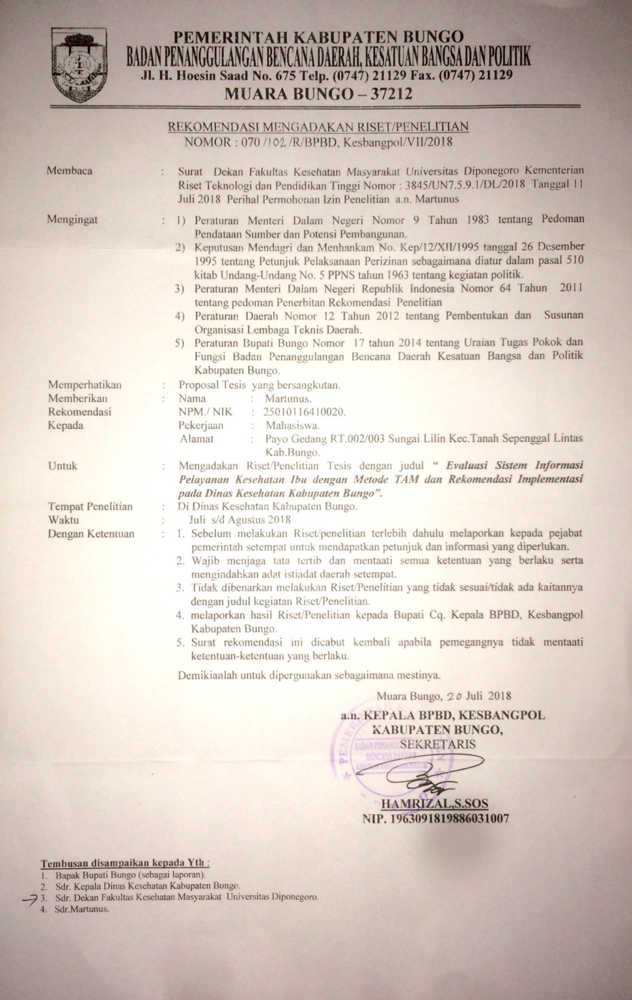 PEMERINTAH KABUPATEN BUNGO
BADAN PENANGGULANGAN BENCANA DAERAH, KESATUAN BANGSA DAN POLITIK
Jl. H. Hoesin Saad No. 675 Telp. (0747) 21129 Fax. (0747) 21129
MUARA BUNGO – 37212
REKOMENDASI MENGADAKAN RISET/PENELITIAN
NOMOR : 070 /102 /R/BPBD, Kesbangpol/VII/2018
Membaca : Surat Dekan Fakultas Kesehatan Masyarakat Universitas Diponegoro Kementerian
Riset Teknologi dan Pendidikan Tinggi Nomor : 3845/UN7.5.9.1/DL/2018 Tanggal 11
Juli 2018 Perihal Permohonan Izin Penelitian a.n. Martunus
Mengingat : 1) Peraturan Menteri Dalam Negeri Nomor 9 Tahun 1983 tentang Pedoman
Pendataan Sumber dan Potensi Pembangunan.
2) Keputusan Mendagri dan Menhankam No. Kep/12/XII/1995 tanggal 26 Desember
1995 tentang Petunjuk Pelaksanaan Perizinan sebagaimana diatur dalam pasal 510
kitab Undang-Undang No. 5 PPNS tahun 1963 tentang kegiatan politik.
3) Peraturan Menteri Dalam Negeri Republik Indonesia Nomor 64 Tahun 2011
tentang pedoman Penerbitan Rekomendasi Penelitian
4) Peraturan Daerah Nomor 12 Tahun 2012 tentang Pembentukan dan Susunan
Organisasi Lembaga Teknis Daerah.
5) Peraturan Bupati Bungo Nomor 17 tahun 2014 tentang Uraian Tugas Pokok dan
Fungsi Badan Penanggulangan Bencana Daerah Kesatuan Bangsa dan Politik
Kabupaten Bungo.
Memperhatikan : Proposal Tesis yang bersangkutan.
Memberikan : Nama : Martunus.
Rekomendasi NPM./ NIK : 25010116410020.
Kepada Pekerjaan : Mahasiswa.
Alamat : Payo Gedang RT.002/003 Sungai Lilin Kec.Tanah Sepenggal Lintas
Kab.Bungo.
Untuk : Mengadakan Riset/Penelitian Tesis dengan judul “ Evaluasi Sistem Informasi
Pelayanan Kesehatan Ibu dengan Metode TAM dan Rekomendasi Implementasi
pada Dinas Kesehatan Kabupaten Bungo”.
Tempat Penelitian : Di Dinas Kesehatan Kabupaten Bungo.
Waktu : Juli s/d Agustus 2018
Dengan Ketentuan : 1. Sebelum melakukan Riset/penelitian terlebih dahulu melaporkan kepada pejabat
pemerintah setempat untuk mendapatkan petunjuk dan informasi yang diperlukan.
2. Wajib menjaga tata tertib dan mentaati semua ketentuan yang berlaku serta
mengindahkan adat istiadat daerah setempat.
3. Tidak dibenarkan melakukan Riset/Penelitian yang tidak sesuai/tidak ada kaitannya
dengan judul kegiatan Riset/Penelitian.
4. melaporkan hasil Riset/Penelitian kepada Bupati Cq. Kepala BPBD, Kesbangpol
Kabupaten Bungo.
5. Surat rekomendasi ini dicabut kembali apabila pemegangnya tidak mentaati
ketentuan-ketentuan yang berlaku.
Demikianlah untuk dipergunakan sebagaimana mestinya.
Muara Bungo, 20 Juli 2018
a.n. KEPALA BPBD, KESBANGPOL
KABUPATEN BUNGO,
SEKRETARIS
HAMRIZAL,S.SOS
NIP. 1963091819886031007
Tembusan disampaikan kepada Yth :
1. Bapak Bupati Bungo (sebagai laporan).
2. Sdr. Kepala Dinas Kesehatan Kabupaten Bungo.
3. Sdr. Dekan Fakultas Kesehatan Masyarakat Universitas Diponegoro.
4. Sdr.Martunus.